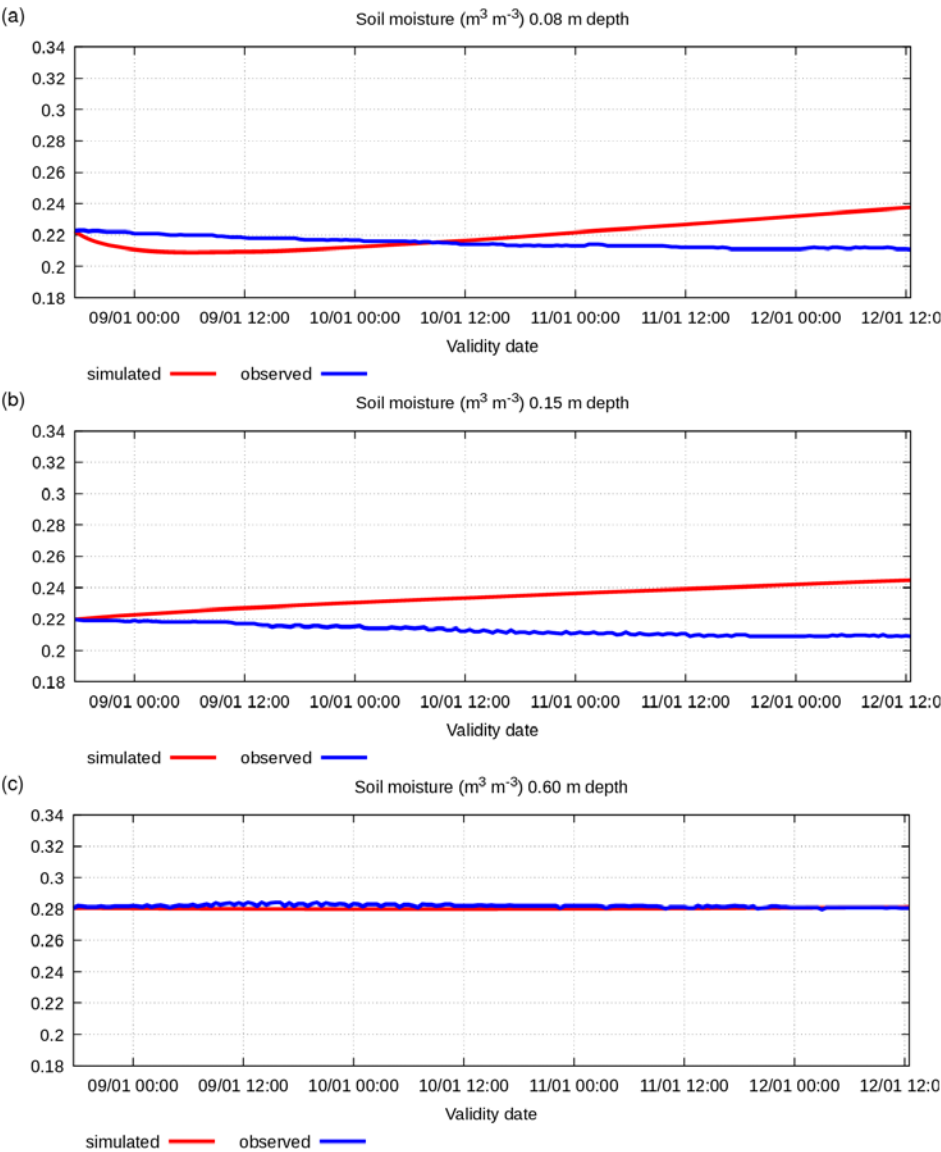 (a)
Soil moisture (m³ m⁻³) 0.08 m depth
0.34
0.32
0.3
0.28
0.26
0.24
0.22
0.2
0.18
09/01 00:00 09/01 12:00 10/01 00:00 10/01 12:00 11/01 00:00 11/01 12:00 12/01 00:00 12/01 12:0
Validity date
simulated observed
(b)
Soil moisture (m³ m⁻³) 0.15 m depth
0.34
0.32
0.3
0.28
0.26
0.24
0.22
0.2
0.18
09/01 00:00 09/01 12:00 10/01 00:00 10/01 12:00 11/01 00:00 11/01 12:00 12/01 00:00 12/01 12:0
Validity date
simulated observed
(c)
Soil moisture (m³ m⁻³) 0.60 m depth
0.34
0.32
0.3
0.28
0.26
0.24
0.22
0.2
0.18
09/01 00:00 09/01 12:00 10/01 00:00 10/01 12:00 11/01 00:00 11/01 12:00 12/01 00:00 12/01 12:0
Validity date
simulated observed